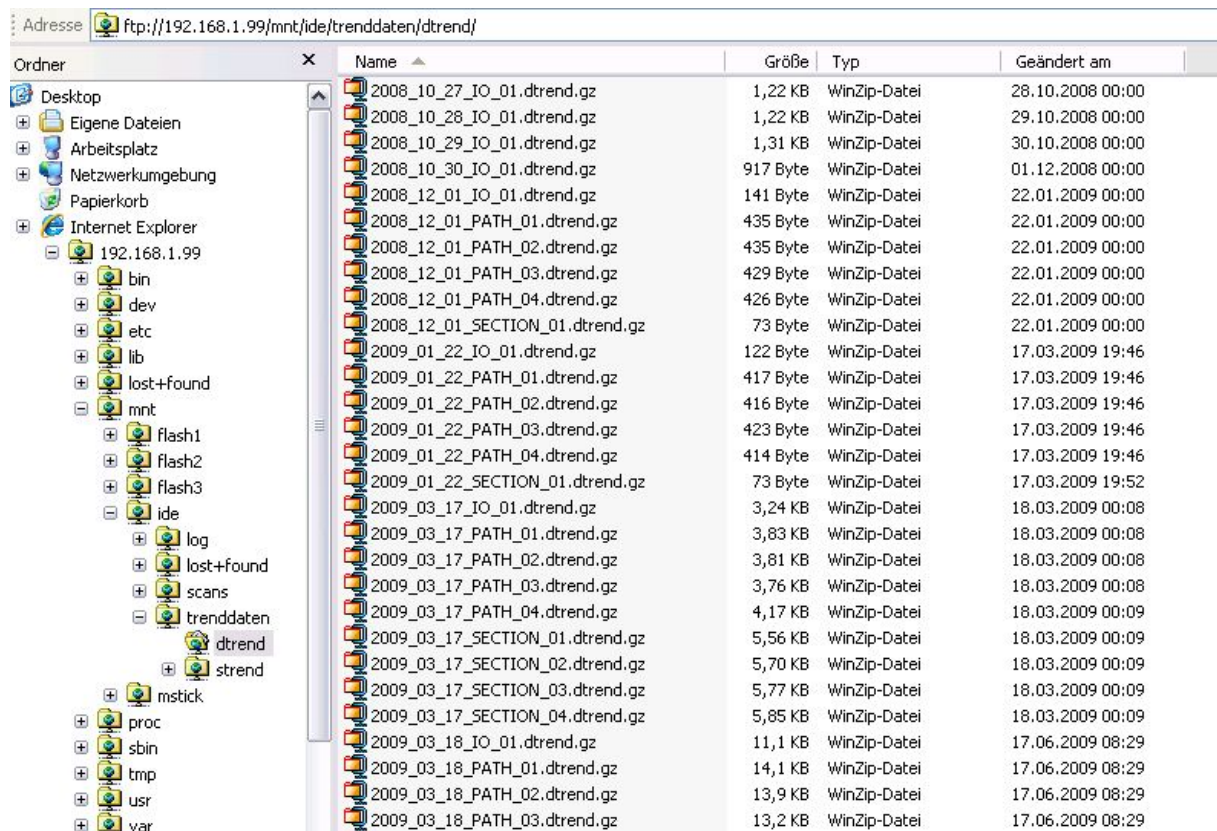 Adresse ftp://192.168.1.99/mnt/ide/trenddaten/dtrend/
Ordner
Desktop
Eigene Dateien
Arbeitsplatz
Netzwerkumgebung
Papierkorb
Internet Explorer
192.168.1.99
bin
dev
etc
lib
lost+found
mnt
flash1
flash2
flash3
ide
log
lost+found
scans
trenddaten
dtrend
strend
mstick
proc
sbin
tmp
usr
var
Name Größe Typ Geändert am
2008_10_27_IO_01.dtrend.gz 1,22 KB WinZip-Datei 28.10.2008 00:00
2008_10_28_IO_01.dtrend.gz 1,22 KB WinZip-Datei 29.10.2008 00:00
2008_10_29_IO_01.dtrend.gz 1,31 KB WinZip-Datei 30.10.2008 00:00
2008_10_30_IO_01.dtrend.gz 917 Byte WinZip-Datei 01.12.2008 00:00
2008_12_01_IO_01.dtrend.gz 141 Byte WinZip-Datei 22.01.2009 00:00
2008_12_01_PATH_01.dtrend.gz 435 Byte WinZip-Datei 22.01.2009 00:00
2008_12_01_PATH_02.dtrend.gz 435 Byte WinZip-Datei 22.01.2009 00:00
2008_12_01_PATH_03.dtrend.gz 429 Byte WinZip-Datei 22.01.2009 00:00
2008_12_01_PATH_04.dtrend.gz 426 Byte WinZip-Datei 22.01.2009 00:00
2008_12_01_SECTION_01.dtrend.gz 73 Byte WinZip-Datei 22.01.2009 00:00
2009_01_22_IO_01.dtrend.gz 122 Byte WinZip-Datei 17.03.2009 19:46
2009_01_22_PATH_01.dtrend.gz 417 Byte WinZip-Datei 17.03.2009 19:46
2009_01_22_PATH_02.dtrend.gz 416 Byte WinZip-Datei 17.03.2009 19:46
2009_01_22_PATH_03.dtrend.gz 423 Byte WinZip-Datei 17.03.2009 19:46
2009_01_22_PATH_04.dtrend.gz 414 Byte WinZip-Datei 17.03.2009 19:46
2009_01_22_SECTION_01.dtrend.gz 73 Byte WinZip-Datei 17.03.2009 19:52
2009_03_17_IO_01.dtrend.gz 3,24 KB WinZip-Datei 18.03.2009 00:08
2009_03_17_PATH_01.dtrend.gz 3,83 KB WinZip-Datei 18.03.2009 00:08
2009_03_17_PATH_02.dtrend.gz 3,81 KB WinZip-Datei 18.03.2009 00:08
2009_03_17_PATH_03.dtrend.gz 3,76 KB WinZip-Datei 18.03.2009 00:08
2009_03_17_PATH_04.dtrend.gz 4,17 KB WinZip-Datei 18.03.2009 00:09
2009_03_17_SECTION_01.dtrend.gz 5,56 KB WinZip-Datei 18.03.2009 00:09
2009_03_17_SECTION_02.dtrend.gz 5,70 KB WinZip-Datei 18.03.2009 00:09
2009_03_17_SECTION_03.dtrend.gz 5,77 KB WinZip-Datei 18.03.2009 00:09
2009_03_17_SECTION_04.dtrend.gz 5,85 KB WinZip-Datei 18.03.2009 00:09
2009_03_18_IO_01.dtrend.gz 11,1 KB WinZip-Datei 17.06.2009 08:29
2009_03_18_PATH_01.dtrend.gz 14,1 KB WinZip-Datei 17.06.2009 08:29
2009_03_18_PATH_02.dtrend.gz 13,9 KB WinZip-Datei 17.06.2009 08:29
2009_03_18_PATH_03.dtrend.gz 13,2 KB WinZip-Datei 17.06.2009 08:29